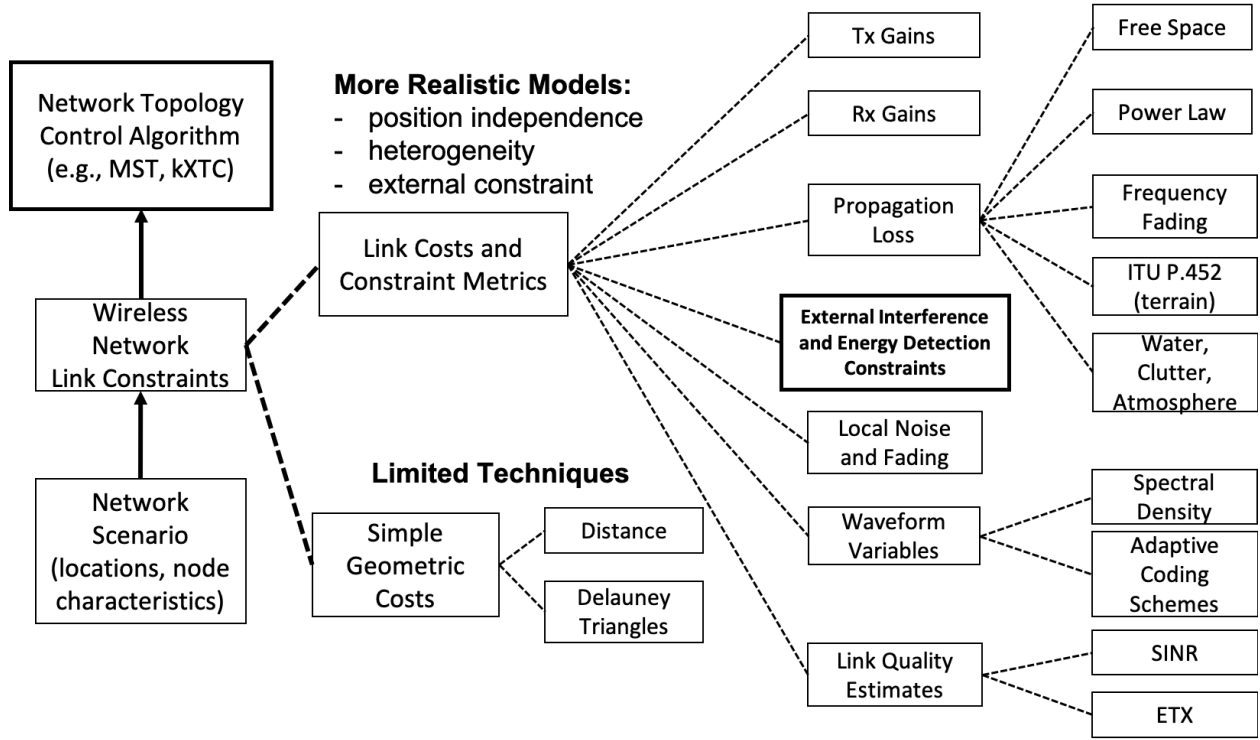 Network Topology
Control Algorithm
(e.g., MST, kXTC)
Wireless
Network
Link Constraints
Network
Scenario
(locations, node
characteristics)
More Realistic Models:
- position independence
- heterogeneity
- external constraint
Link Costs and
Constraint Metrics
Limited Techniques
Simple
Geometric
Costs
Distance
Delauney
Triangles
Tx Gains
Rx Gains
Propagation
Loss
External Interference
and Energy Detection
Constraints
Local Noise
and Fading
Waveform
Variables
Link Quality
Estimates
Free Space
Power Law
Frequency
Fading
ITU P.452
(terrain)
Water,
Clutter,
Atmosphere
Spectral
Density
Adaptive
Coding
Schemes
SINR
ETX